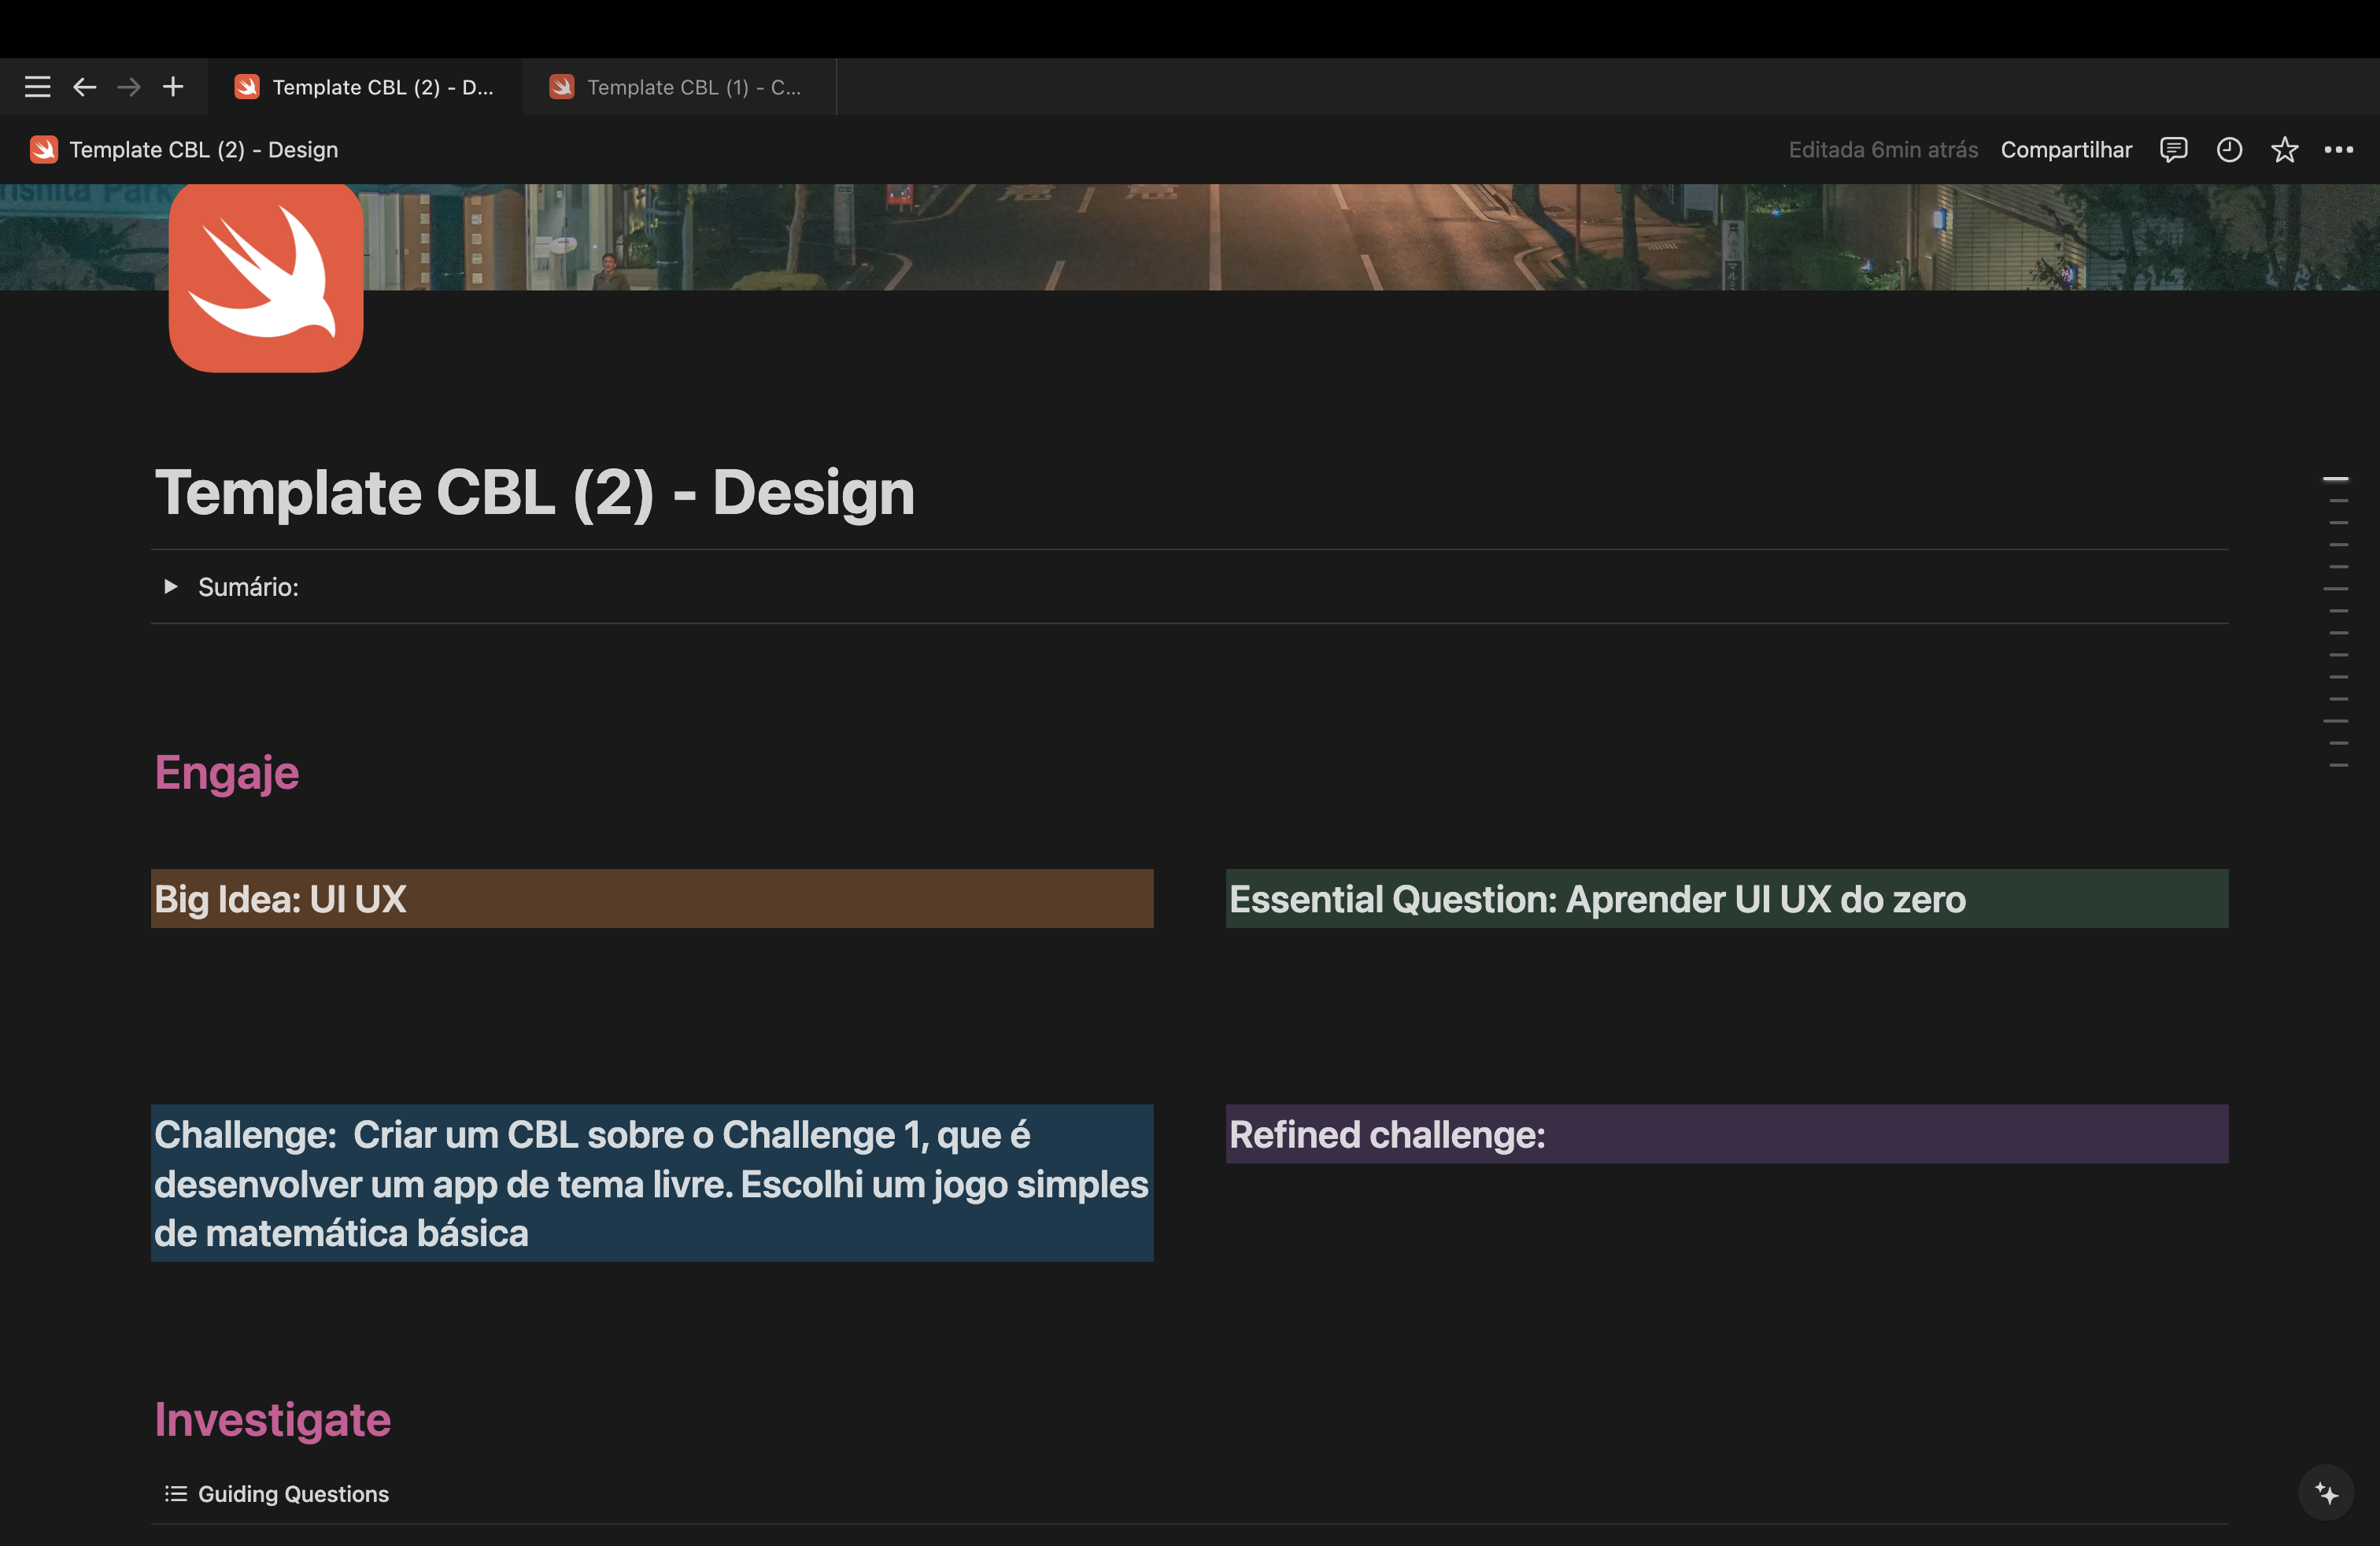 Template CBL (2) - D...
Template CBL (1) - C...
Template CBL (2) - Design
Editada 6min atrás
Compartilhar
Template CBL (2) - Design
Sumário:
Engaje
Big Idea: UI UX
Essential Question: Aprender UI UX do zero
Challenge:  Criar um CBL sobre o Challenge 1, que é
desenvolver um app de tema livre. Escolhi um jogo simples
de matemática básica
Refined challenge:
Investigate
Guiding Questions